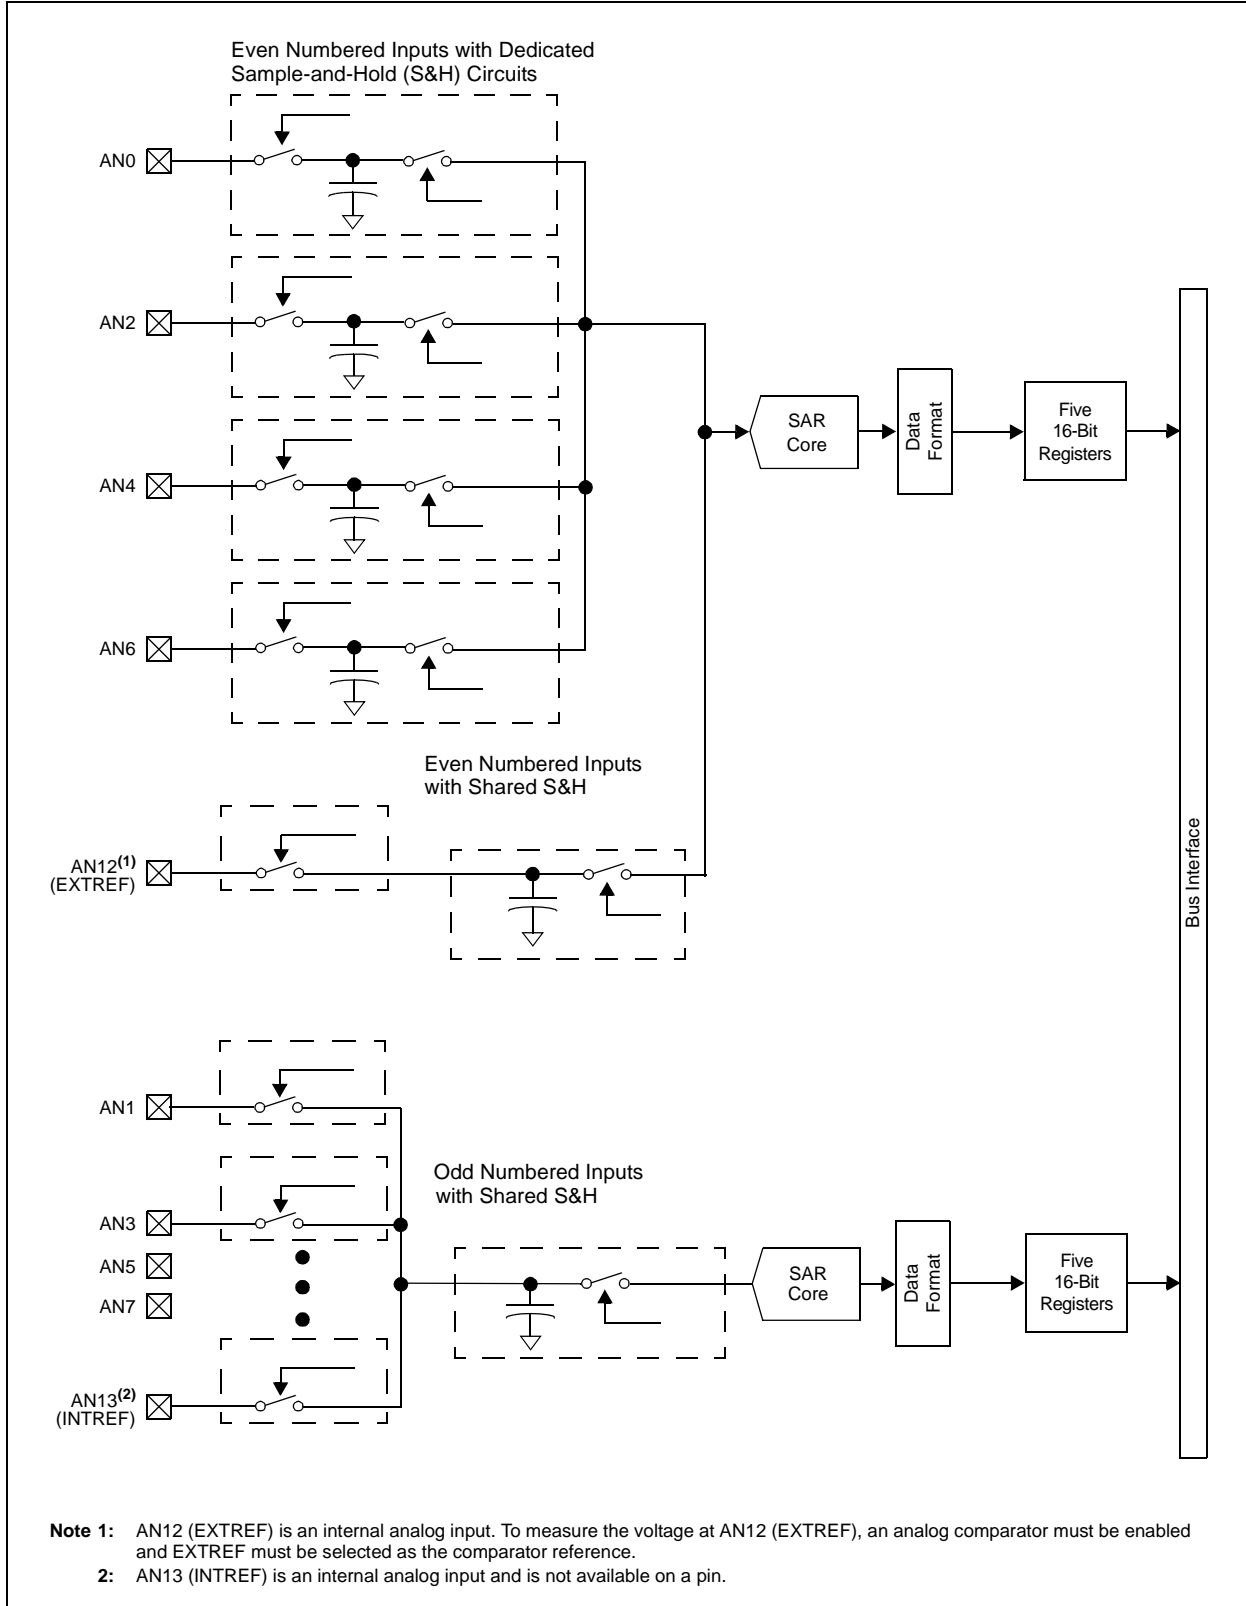 Even Numbered Inputs with Dedicated
Sample-and-Hold (S&H) Circuits
AN0
AN2
AN4
AN6
SAR
Core
Data
Format
Five
16-Bit
Registers
Bus Interface
Even Numbered Inputs
with Shared S&H
AN12(1)
(EXTREF)
AN1
AN3
AN5
AN7
AN13(2)
(INTREF)
Odd Numbered Inputs
with Shared S&H
SAR
Core
Data
Format
Five
16-Bit
Registers
Note 1: AN12 (EXTREF) is an internal analog input. To measure the voltage at AN12 (EXTREF), an analog comparator must be enabled
and EXTREF must be selected as the comparator reference.
2: AN13 (INTREF) is an internal analog input and is not available on a pin.